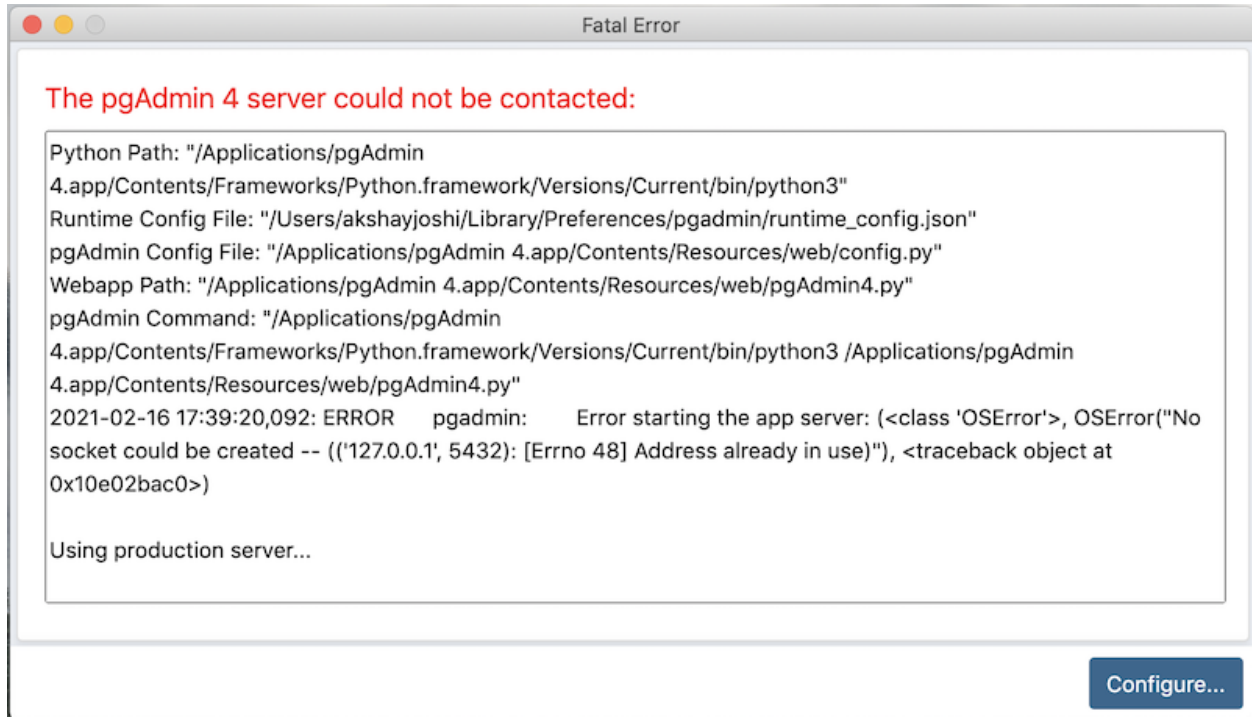 Fatal Error
The pgAdmin 4 server could not be contacted:
Python Path: "/Applications/pgAdmin
4.app/Contents/Frameworks/Python.framework/Versions/Current/bin/python3"
Runtime Config File: "/Users/akshayjoshi/Library/Preferences/pgadmin/runtime_config.json"
pgAdmin Config File: "/Applications/pgAdmin 4.app/Contents/Resources/web/config.py"
Webapp Path: "/Applications/pgAdmin 4.app/Contents/Resources/web/pgAdmin4.py"
pgAdmin Command: "/Applications/pgAdmin
4.app/Contents/Frameworks/Python.framework/Versions/Current/bin/python3 /Applications/pgAdmin
4.app/Contents/Resources/web/pgAdmin4.py"
2021-02-16 17:39:20,092: ERROR pgadmin: Error starting the app server: (<class 'OSError'>, OSError("No
socket could be created -- (('127.0.0.1', 5432): [Errno 48] Address already in use)"), <traceback object at
0x10e02bac0>)
Using production server...
Configure...